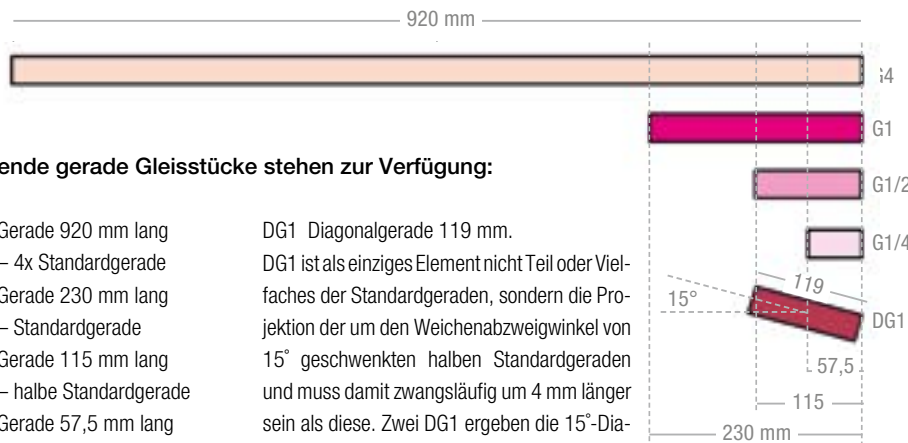 920 mm
G4
G1
ende gerade Gleisstücke stehen zur Verfügung:
G1/2
Gerade 920 mm lang
– 4x Standardgerade
Gerade 230 mm lang
– Standardgerade
Gerade 115 mm lang
– halbe Standardgerade
Gerade 57,5 mm lang
DG1 Diagonalgerade 119 mm.
DG1 ist als einziges Element nicht Teil oder Viel-
faches der Standardgeraden, sondern die Pro-
jektion der um den Weichenabzweigwinkel von
15° geschwenkten halben Standardgeraden
und muss damit zwangsläufig um 4 mm länger
sein als diese. Zwei DG1 ergeben die 15°-Dia-
G1/4
119
15°
DG1
57,5
115
230 mm